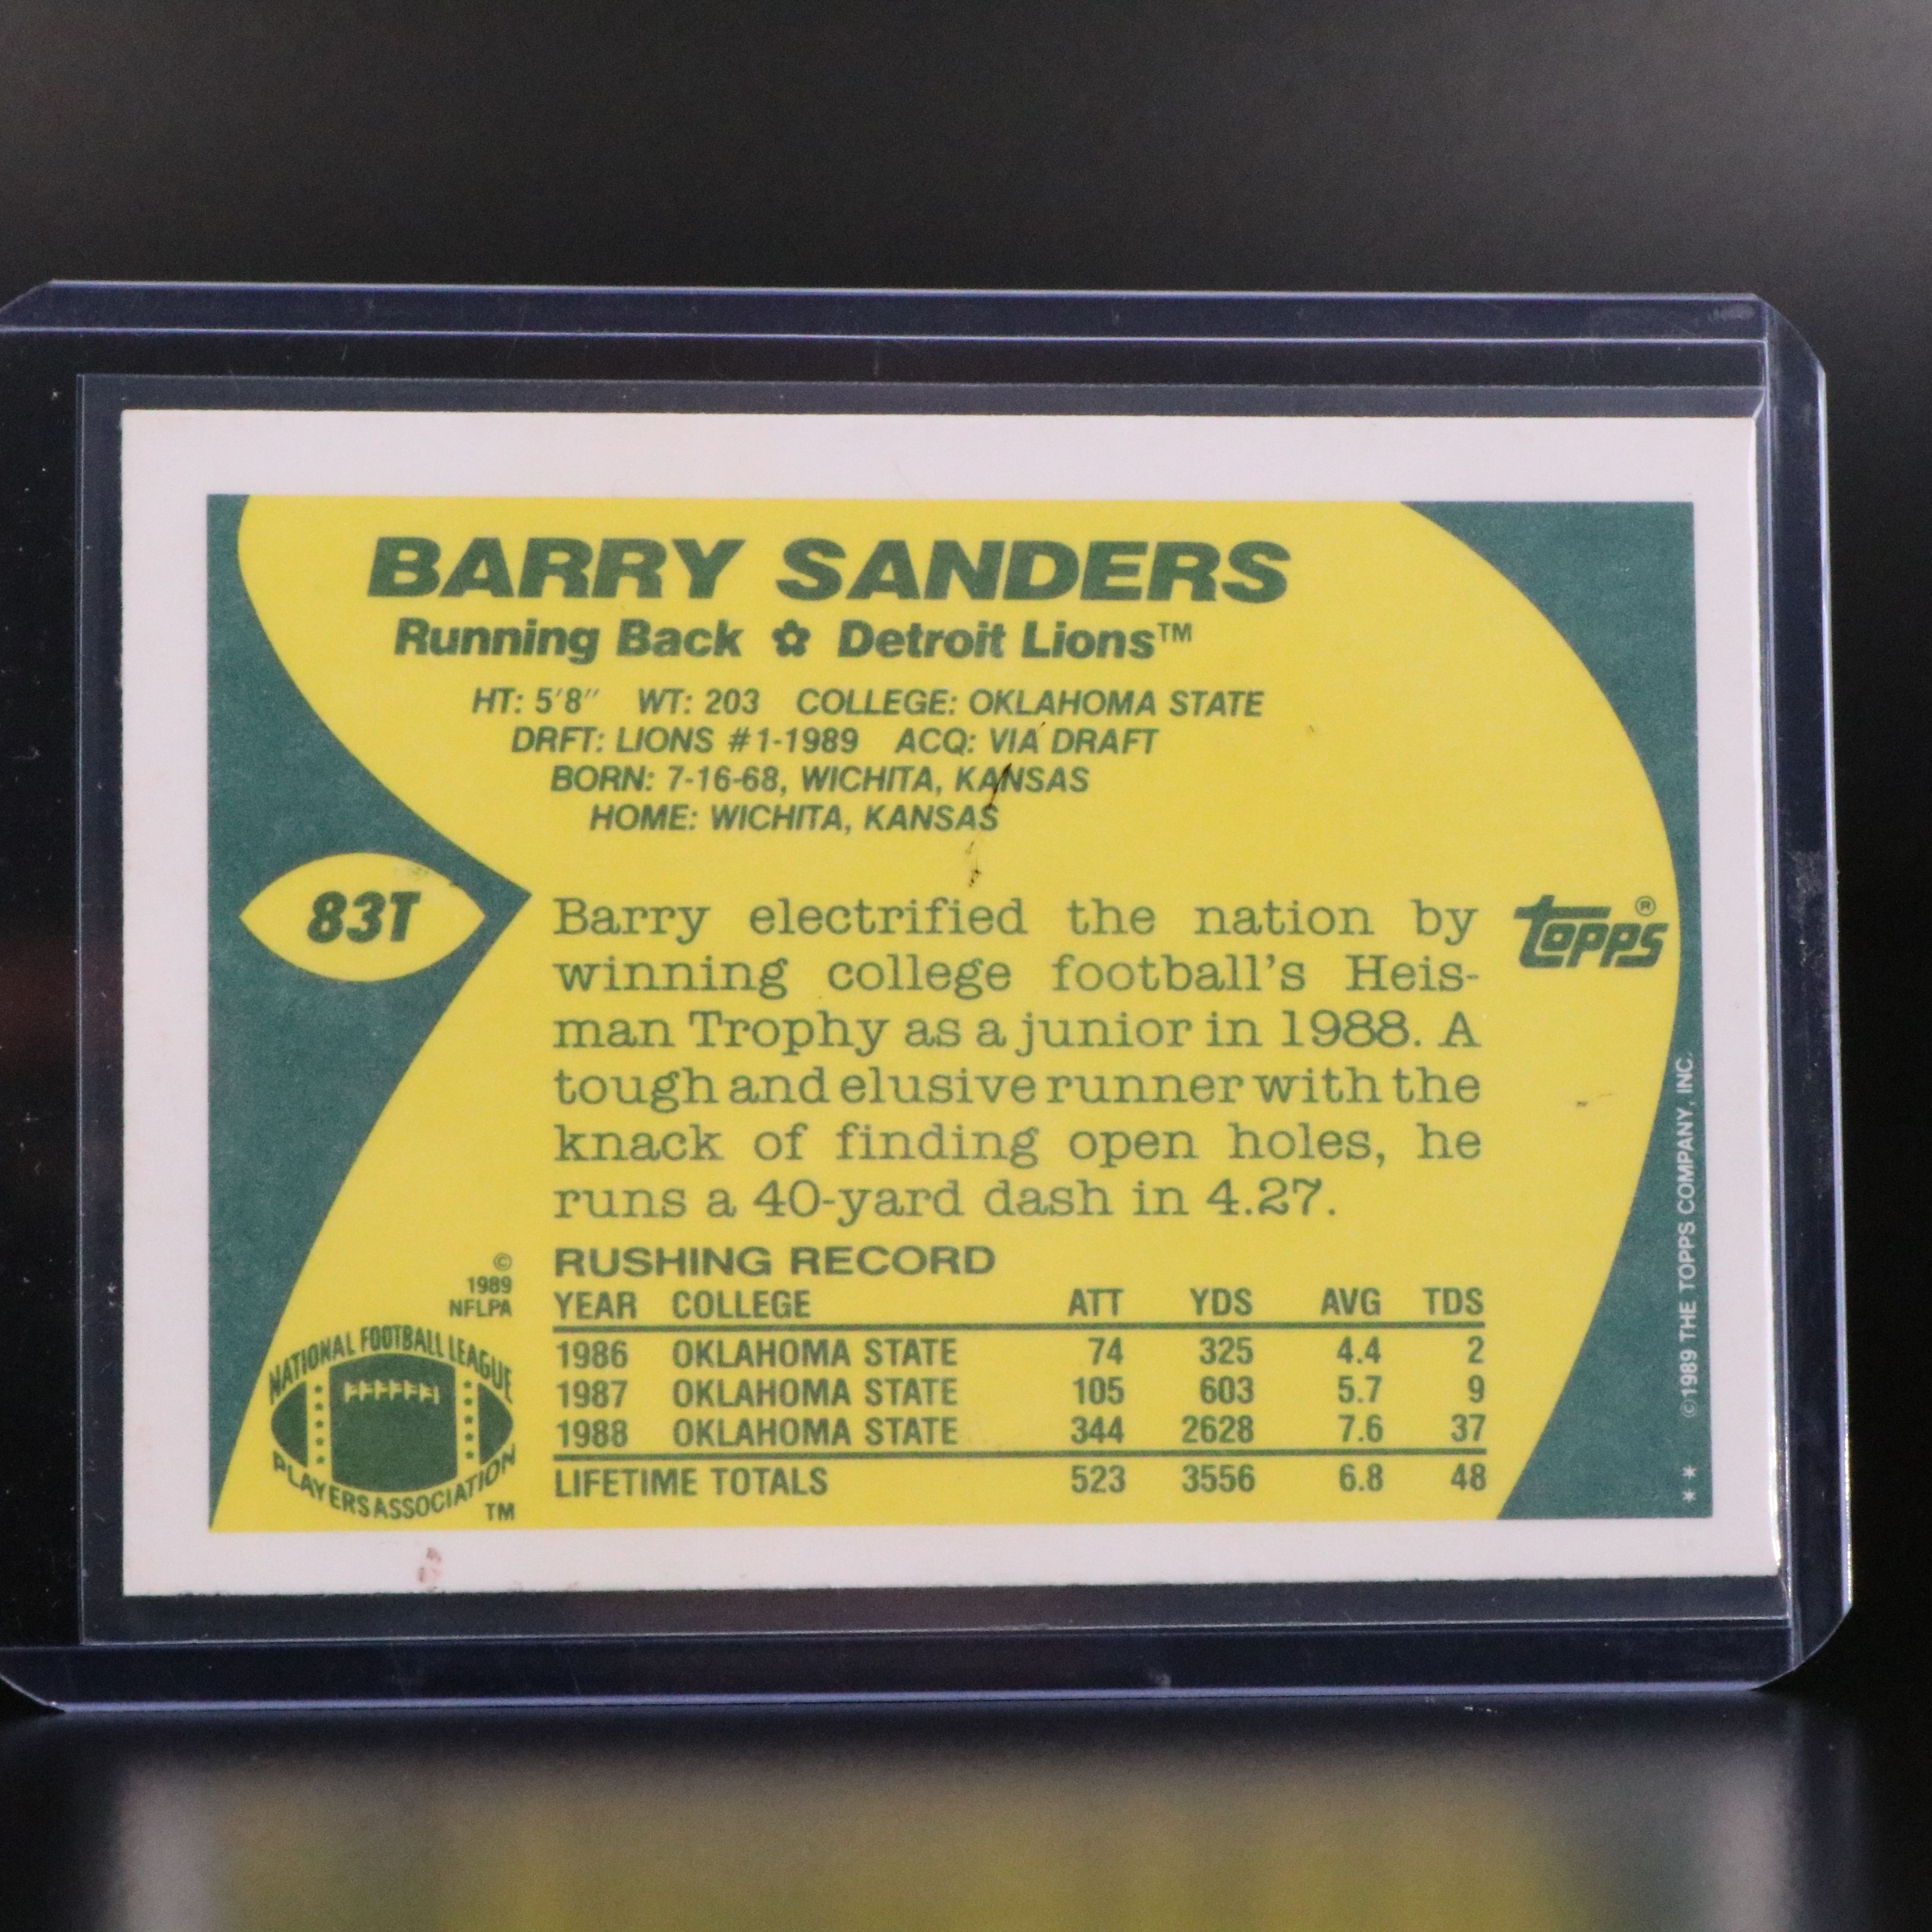 BARRY SANDERS
Running Back ✿ Detroit Lions™
HT: 5'8" WT: 203 COLLEGE: OKLAHOMA STATE
DRFT: LIONS #1-1989 ACQ: VIA DRAFT
BORN: 7-16-68, WICHITA, KANSAS
HOME: WICHITA, KANSAS
83T
Barry electrified the nation by
winning college football's Heis-
man Trophy as a junior in 1988. A
tough and elusive runner with the
knack of finding open holes, he
runs a 40-yard dash in 4.27.
topps®
RUSHING RECORD
YEAR COLLEGE ATT YDS AVG TDS
1986 OKLAHOMA STATE 74 325 4.4 2
1987 OKLAHOMA STATE 105 603 5.7 9
1988 OKLAHOMA STATE 344 2628 7.6 37
LIFETIME TOTALS 523 3556 6.8 48
©
1989
NFLPA
NATIONAL FOOTBALL LEAGUE
PLAYERS ASSOCIATION
TM
** ©1989 THE TOPPS COMPANY, INC.